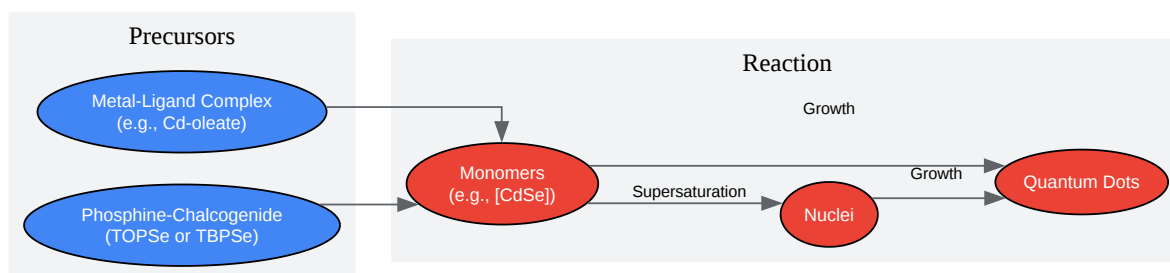 Precursors
Metal-Ligand Complex
(e.g., Cd-oleate)
Phosphine-Chalcogenide
(TOPSe or TBPSe)
Reaction
Growth
Monomers
(e.g., [CdSe])
Supersaturation
Nuclei
Growth
Quantum Dots